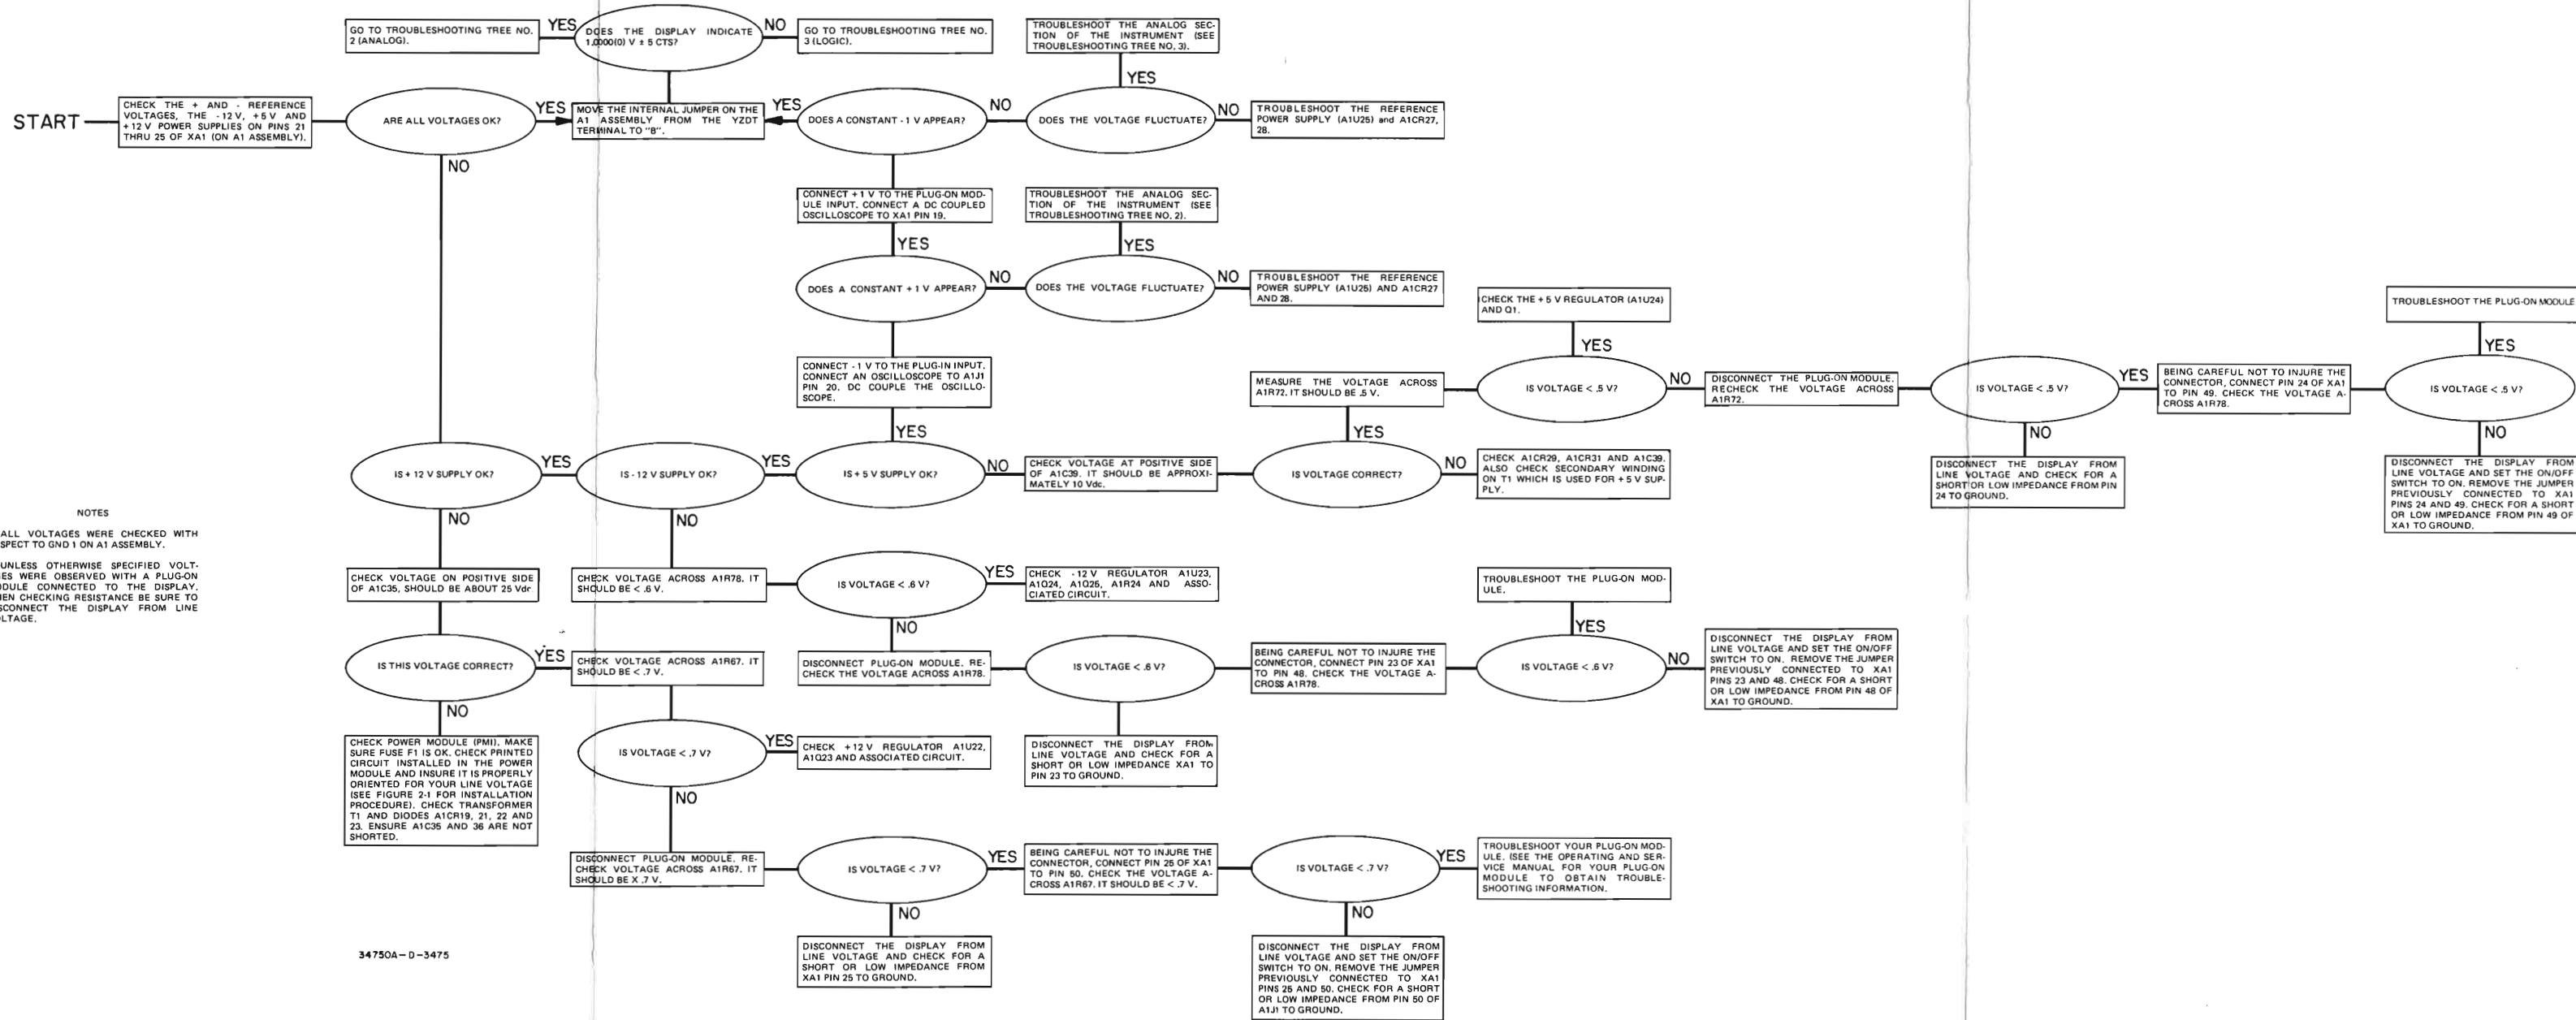 GO TO TROUBLESHOOTING TREE NO.
2 (ANALOG).
YES
DOES THE DISPLAY INDICATE
1.0000(0) V ± 5 CTS?
NO
GO TO TROUBLESHOOTING TREE NO.
3 (LOGIC).
TROUBLESHOOT THE ANALOG SEC-
TION OF THE INSTRUMENT (SEE
TROUBLESHOOTING TREE NO. 3).
YES
START
CHECK THE + AND - REFERENCE
VOLTAGES, THE -12 V, +5 V AND
+12 V POWER SUPPLIES ON PINS 21
THRU 25 OF XA1 (ON A1 ASSEMBLY).
ARE ALL VOLTAGES OK?
YES
MOVE THE INTERNAL JUMPER ON THE
A1 ASSEMBLY FROM THE YZDT
TERMINAL TO "B".
YES
DOES A CONSTANT - 1 V APPEAR?
NO
DOES THE VOLTAGE FLUCTUATE?
NO
TROUBLESHOOT THE REFERENCE
POWER SUPPLY (A1U25) and A1CR27,
28.
NO
CONNECT +1 V TO THE PLUG-ON MOD-
ULE INPUT. CONNECT A DC COUPLED
OSCILLOSCOPE TO XA1 PIN 19.
TROUBLESHOOT THE ANALOG SEC-
TION OF THE INSTRUMENT (SEE
TROUBLESHOOTING TREE NO. 2).
YES
YES
DOES A CONSTANT + 1 V APPEAR?
NO
DOES THE VOLTAGE FLUCTUATE?
NO
TROUBLESHOOT THE REFERENCE
POWER SUPPLY (A1U25) AND A1CR27
AND 28.
CHECK THE + 5 V REGULATOR (A1U24)
AND Q1.
YES
TROUBLESHOOT THE PLUG-ON MODULE
YES
CONNECT - 1 V TO THE PLUG-IN INPUT.
CONNECT AN OSCILLOSCOPE TO A1J1
PIN 20. DC COUPLE THE OSCILLO-
SCOPE.
YES
MEASURE THE VOLTAGE ACROSS
A1R72. IT SHOULD BE .5 V.
YES
IS VOLTAGE < .5 V?
NO
DISCONNECT THE PLUG-ON MODULE.
RECHECK THE VOLTAGE ACROSS
A1R72.
IS VOLTAGE < .5 V?
YES
BEING CAREFUL NOT TO INJURE THE
CONNECTOR, CONNECT PIN 24 OF XA1
TO PIN 49. CHECK THE VOLTAGE A-
CROSS A1R78.
IS VOLTAGE < .5 V?
NO
NO
IS + 12 V SUPPLY OK?
YES
IS - 12 V SUPPLY OK?
YES
IS + 5 V SUPPLY OK?
NO
CHECK VOLTAGE AT POSITIVE SIDE
OF A1C39. IT SHOULD BE APPROXI-
MATELY 10 Vdc.
IS VOLTAGE CORRECT?
NO
CHECK A1CR29, A1CR31 AND A1C39.
ALSO CHECK SECONDARY WINDING
ON T1 WHICH IS USED FOR + 5 V SUP-
PLY.
DISCONNECT THE DISPLAY FROM
LINE VOLTAGE AND CHECK FOR A
SHORT OR LOW IMPEDANCE FROM PIN
24 TO GROUND.
DISCONNECT THE DISPLAY FROM
LINE VOLTAGE AND SET THE ON/OFF
SWITCH TO ON. REMOVE THE JUMPER
PREVIOUSLY CONNECTED TO XA1
PINS 24 AND 49. CHECK FOR A SHORT
OR LOW IMPEDANCE FROM PIN 49 OF
XA1 TO GROUND.
NOTES
ALL VOLTAGES WERE CHECKED WITH
SPECT TO GND 1 ON A1 ASSEMBLY.
UNLESS OTHERWISE SPECIFIED VOLT-
ES WERE OBSERVED WITH A PLUG-ON
DULE CONNECTED TO THE DISPLAY.
EN CHECKING RESISTANCE BE SURE TO
SCONNECT THE DISPLAY FROM LINE
LTAGE.
NO
NO
CHECK VOLTAGE ON POSITIVE SIDE
OF A1C35, SHOULD BE ABOUT 25 Vdc
CHECK VOLTAGE ACROSS A1R78. IT
SHOULD BE < .6 V.
IS VOLTAGE < .6 V?
YES
CHECK -12 V REGULATOR A1U23,
A1Q24, A1Q25, A1R24 AND ASSO-
CIATED CIRCUIT.
NO
TROUBLESHOOT THE PLUG-ON MOD-
ULE.
YES
IS THIS VOLTAGE CORRECT?
YES
CHECK VOLTAGE ACROSS A1R67. IT
SHOULD BE < .7 V.
DISCONNECT PLUG-ON MODULE. RE-
CHECK THE VOLTAGE ACROSS A1R78.
IS VOLTAGE < .6 V?
BEING CAREFUL NOT TO INJURE THE
CONNECTOR, CONNECT PIN 23 OF XA1
TO PIN 48. CHECK THE VOLTAGE A-
CROSS A1R78.
IS VOLTAGE < .6 V?
NO
DISCONNECT THE DISPLAY FROM
LINE VOLTAGE AND SET THE ON/OFF
SWITCH TO ON. REMOVE THE JUMPER
PREVIOUSLY CONNECTED TO XA1
PINS 23 AND 48. CHECK FOR A SHORT
OR LOW IMPEDANCE FROM PIN 48 OF
XA1 TO GROUND.
NO
CHECK POWER MODULE (PMI). MAKE
SURE FUSE F1 IS OK. CHECK PRINTED
CIRCUIT INSTALLED IN THE POWER
MODULE AND INSURE IT IS PROPERLY
ORIENTED FOR YOUR LINE VOLTAGE
(SEE FIGURE 2-1 FOR INSTALLATION
PROCEDURE). CHECK TRANSFORMER
T1 AND DIODES A1CR19, 21, 22 AND
23. ENSURE A1C35 AND 36 ARE NOT
SHORTED.
IS VOLTAGE < .7 V?
YES
CHECK +12 V REGULATOR A1U22,
A1Q23 AND ASSOCIATED CIRCUIT.
DISCONNECT THE DISPLAY FROM
LINE VOLTAGE AND CHECK FOR A
SHORT OR LOW IMPEDANCE XA1 TO
PIN 23 TO GROUND.
NO
DISCONNECT PLUG-ON MODULE. RE-
CHECK VOLTAGE ACROSS A1R67. IT
SHOULD BE X .7 V.
IS VOLTAGE < .7 V?
YES
BEING CAREFUL NOT TO INJURE THE
CONNECTOR, CONNECT PIN 25 OF XA1
TO PIN 50. CHECK THE VOLTAGE A-
CROSS A1R67. IT SHOULD BE < .7 V.
IS VOLTAGE < .7 V?
YES
TROUBLESHOOT YOUR PLUG-ON MOD-
ULE. (SEE THE OPERATING AND SER-
VICE MANUAL FOR YOUR PLUG-ON
MODULE TO OBTAIN TROUBLE-
SHOOTING INFORMATION.
NO
NO
DISCONNECT THE DISPLAY FROM
LINE VOLTAGE AND CHECK FOR A
SHORT OR LOW IMPEDANCE FROM
XA1 PIN 25 TO GROUND.
DISCONNECT THE DISPLAY FROM
LINE VOLTAGE AND SET THE ON/OFF
SWITCH TO ON. REMOVE THE JUMPER
PREVIOUSLY CONNECTED TO XA1
PINS 25 AND 50. CHECK FOR A SHORT
OR LOW IMPEDANCE FROM PIN 50 OF
A1J1 TO GROUND.
34750A-D-3475